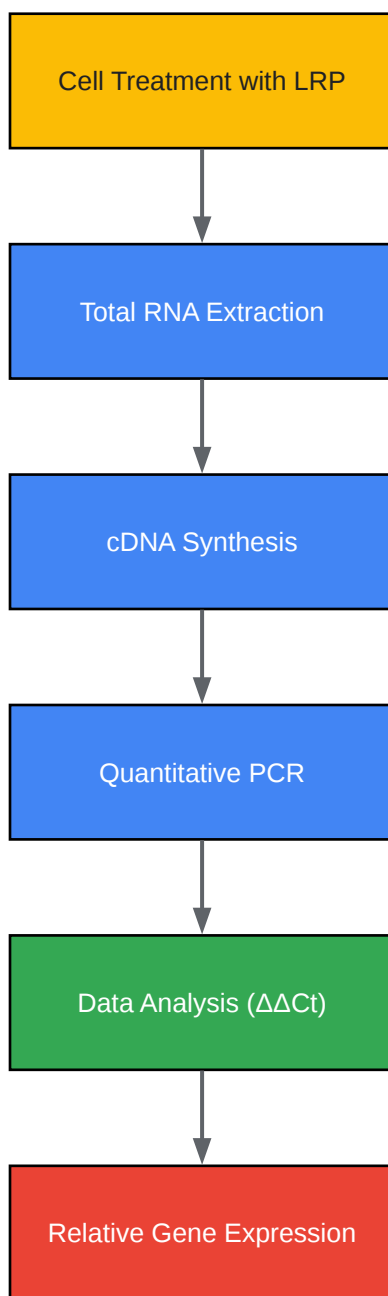 Cell Treatment with LRP
Total RNA Extraction
cDNA Synthesis
Quantitative PCR
Data Analysis (ΔΔCt)
Relative Gene Expression